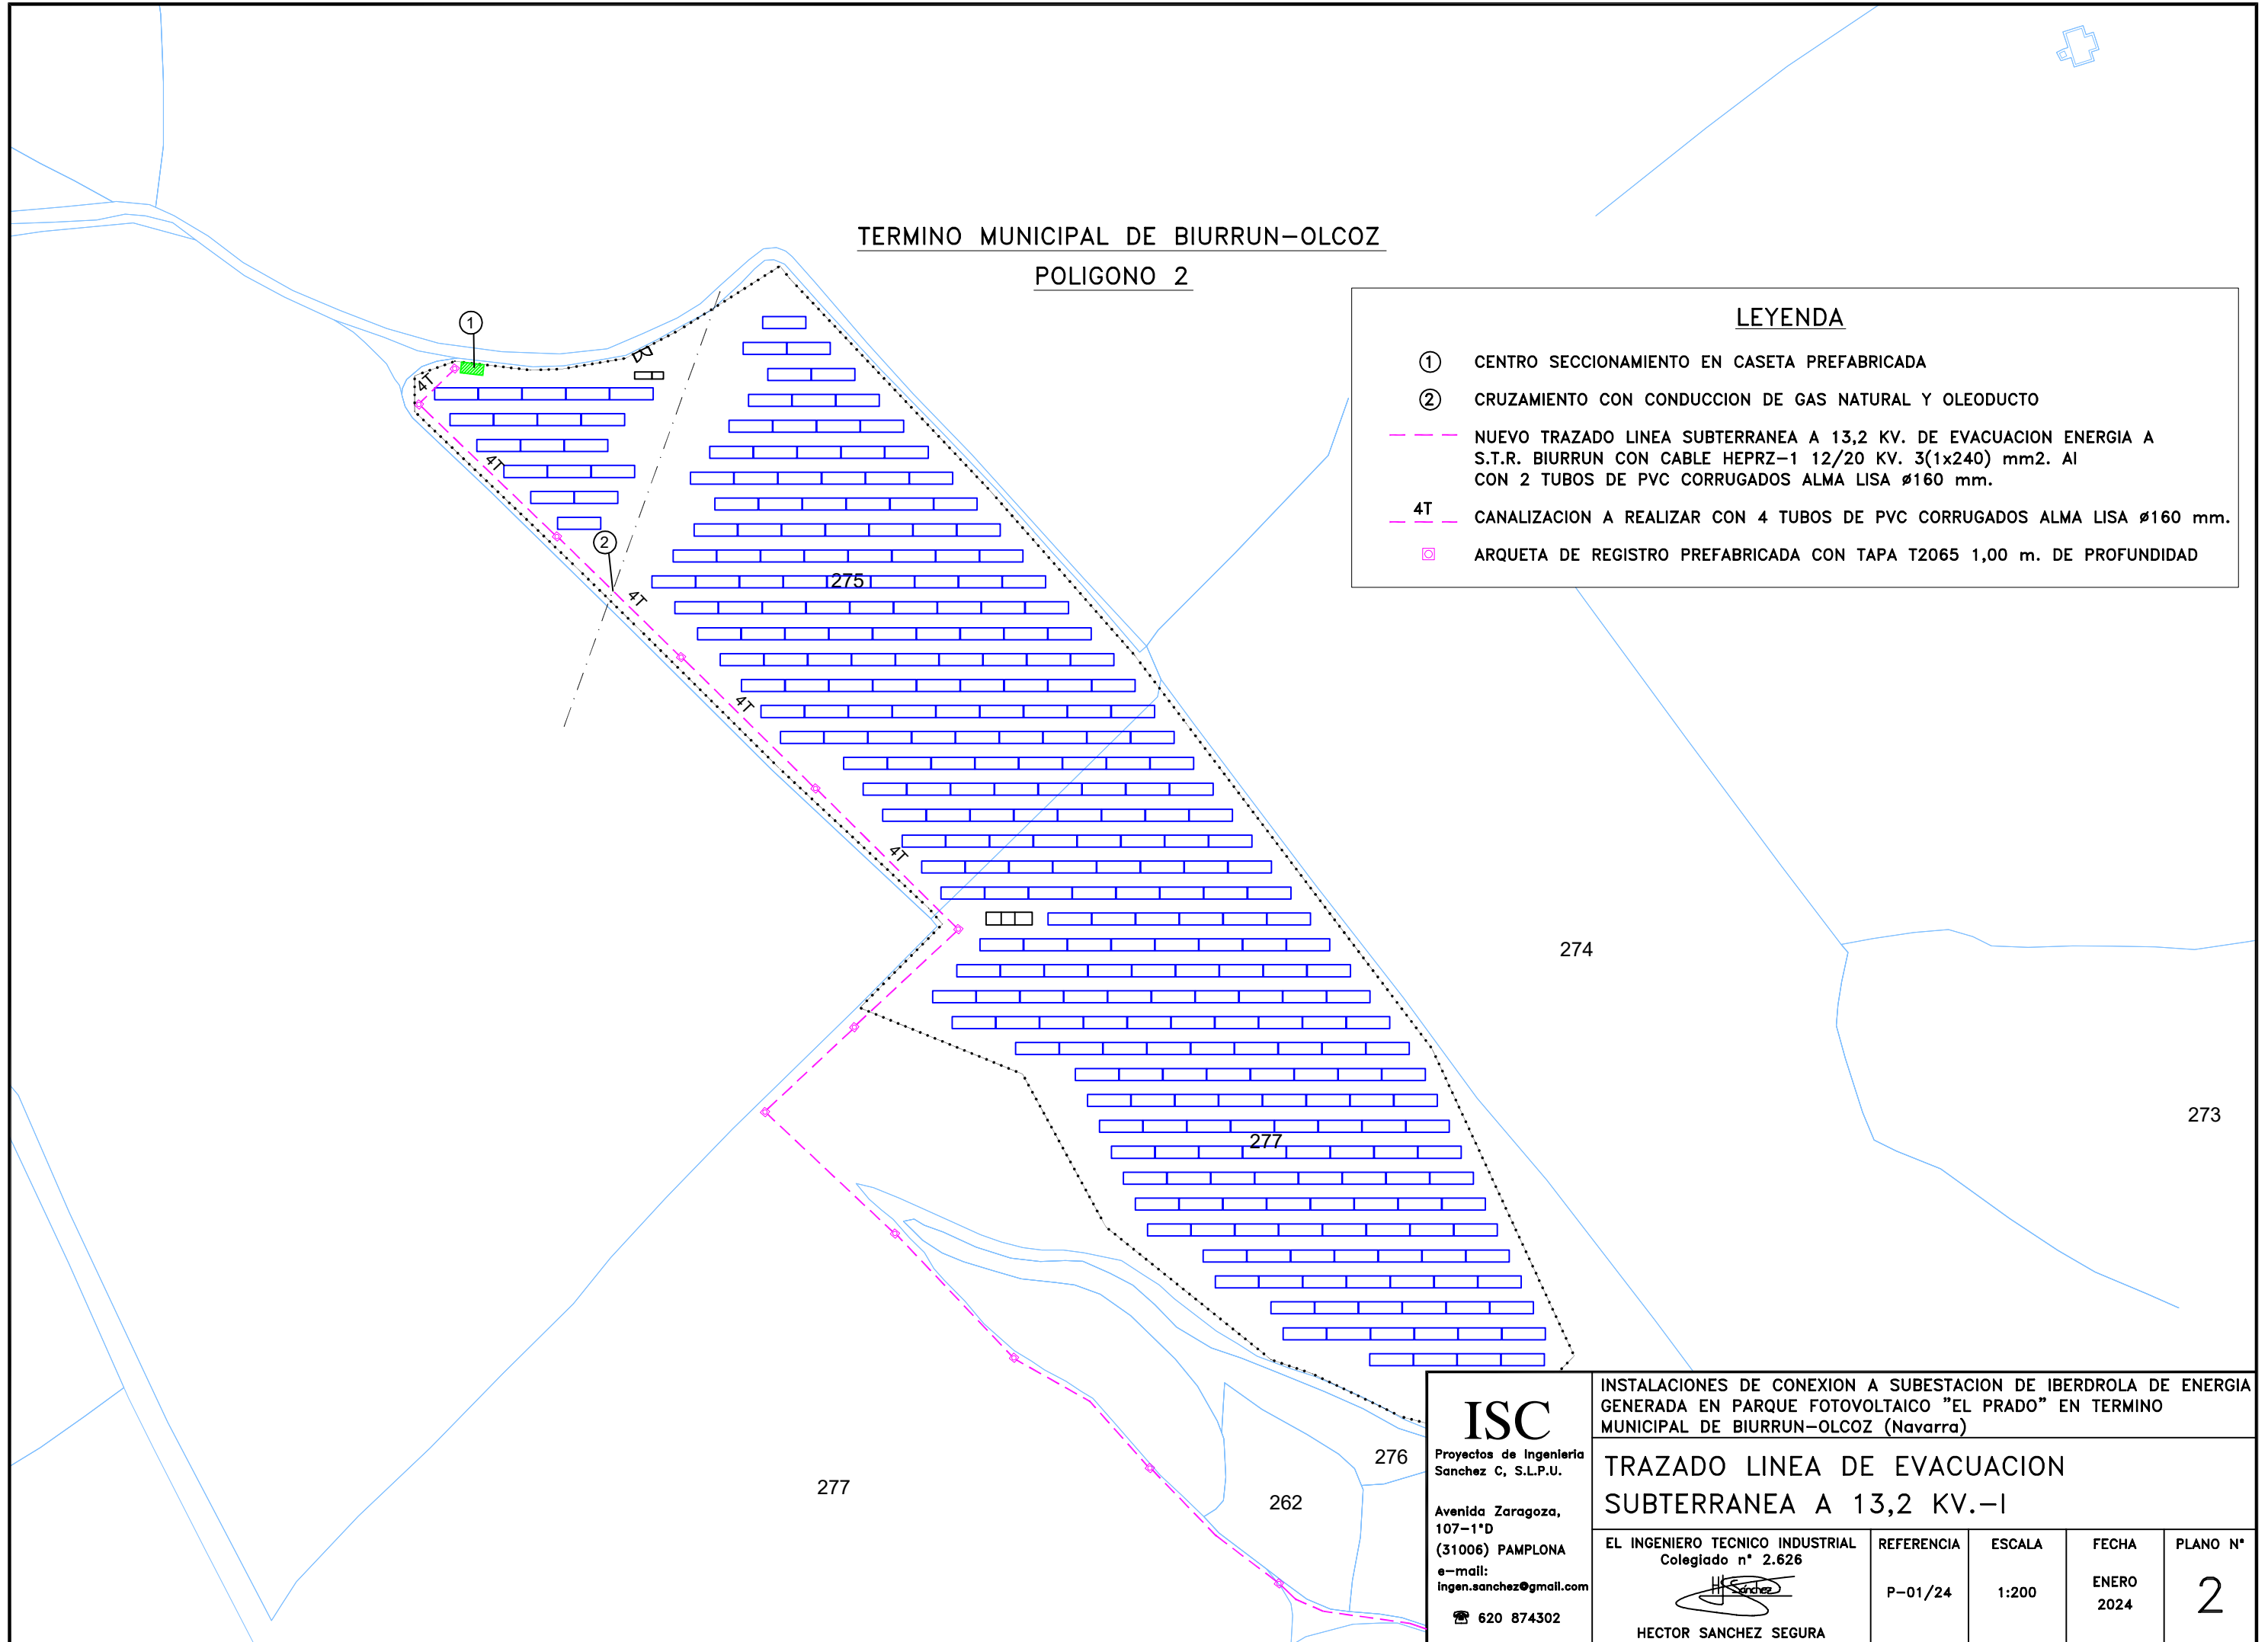 TERMINO MUNICIPAL DE BIURRUN-OLCOZ
POLIGONO 2
LEYENDA
1 CENTRO SECCIONAMIENTO EN CASETA PREFABRICADA
2 CRUZAMIENTO CON CONDUCCION DE GAS NATURAL Y OLEODUCTO
NUEVO TRAZADO LINEA SUBTERRANEA A 13,2 KV. DE EVACUACION ENERGIA A
S.T.R. BIURRUN CON CABLE HEPRZ-1 12/20 KV. 3(1x240) mm2. Al
CON 2 TUBOS DE PVC CORRUGADOS ALMA LISA ø160 mm.
4T CANALIZACION A REALIZAR CON 4 TUBOS DE PVC CORRUGADOS ALMA LISA ø160 mm.
ARQUETA DE REGISTRO PREFABRICADA CON TAPA T2065 1,00 m. DE PROFUNDIDAD
1
4T
4T
2
4T
275
4T
4T
274
273
277
277
276
262
ISC
Proyectos de Ingenieria
Sanchez C, S.L.P.U.
Avenida Zaragoza,
107-1°D
(31006) PAMPLONA
e-mail:
ingen.sanchez@gmail.com
☎ 620 874302
INSTALACIONES DE CONEXION A SUBESTACION DE IBERDROLA DE ENERGIA
GENERADA EN PARQUE FOTOVOLTAICO "EL PRADO" EN TERMINO
MUNICIPAL DE BIURRUN-OLCOZ (Navarra)
TRAZADO LINEA DE EVACUACION
SUBTERRANEA A 13,2 KV.-I
EL INGENIERO TECNICO INDUSTRIAL
Colegiado n° 2.626
Sánchez
HECTOR SANCHEZ SEGURA
REFERENCIA
P-01/24
ESCALA
1:200
FECHA
ENERO
2024
PLANO N°
2